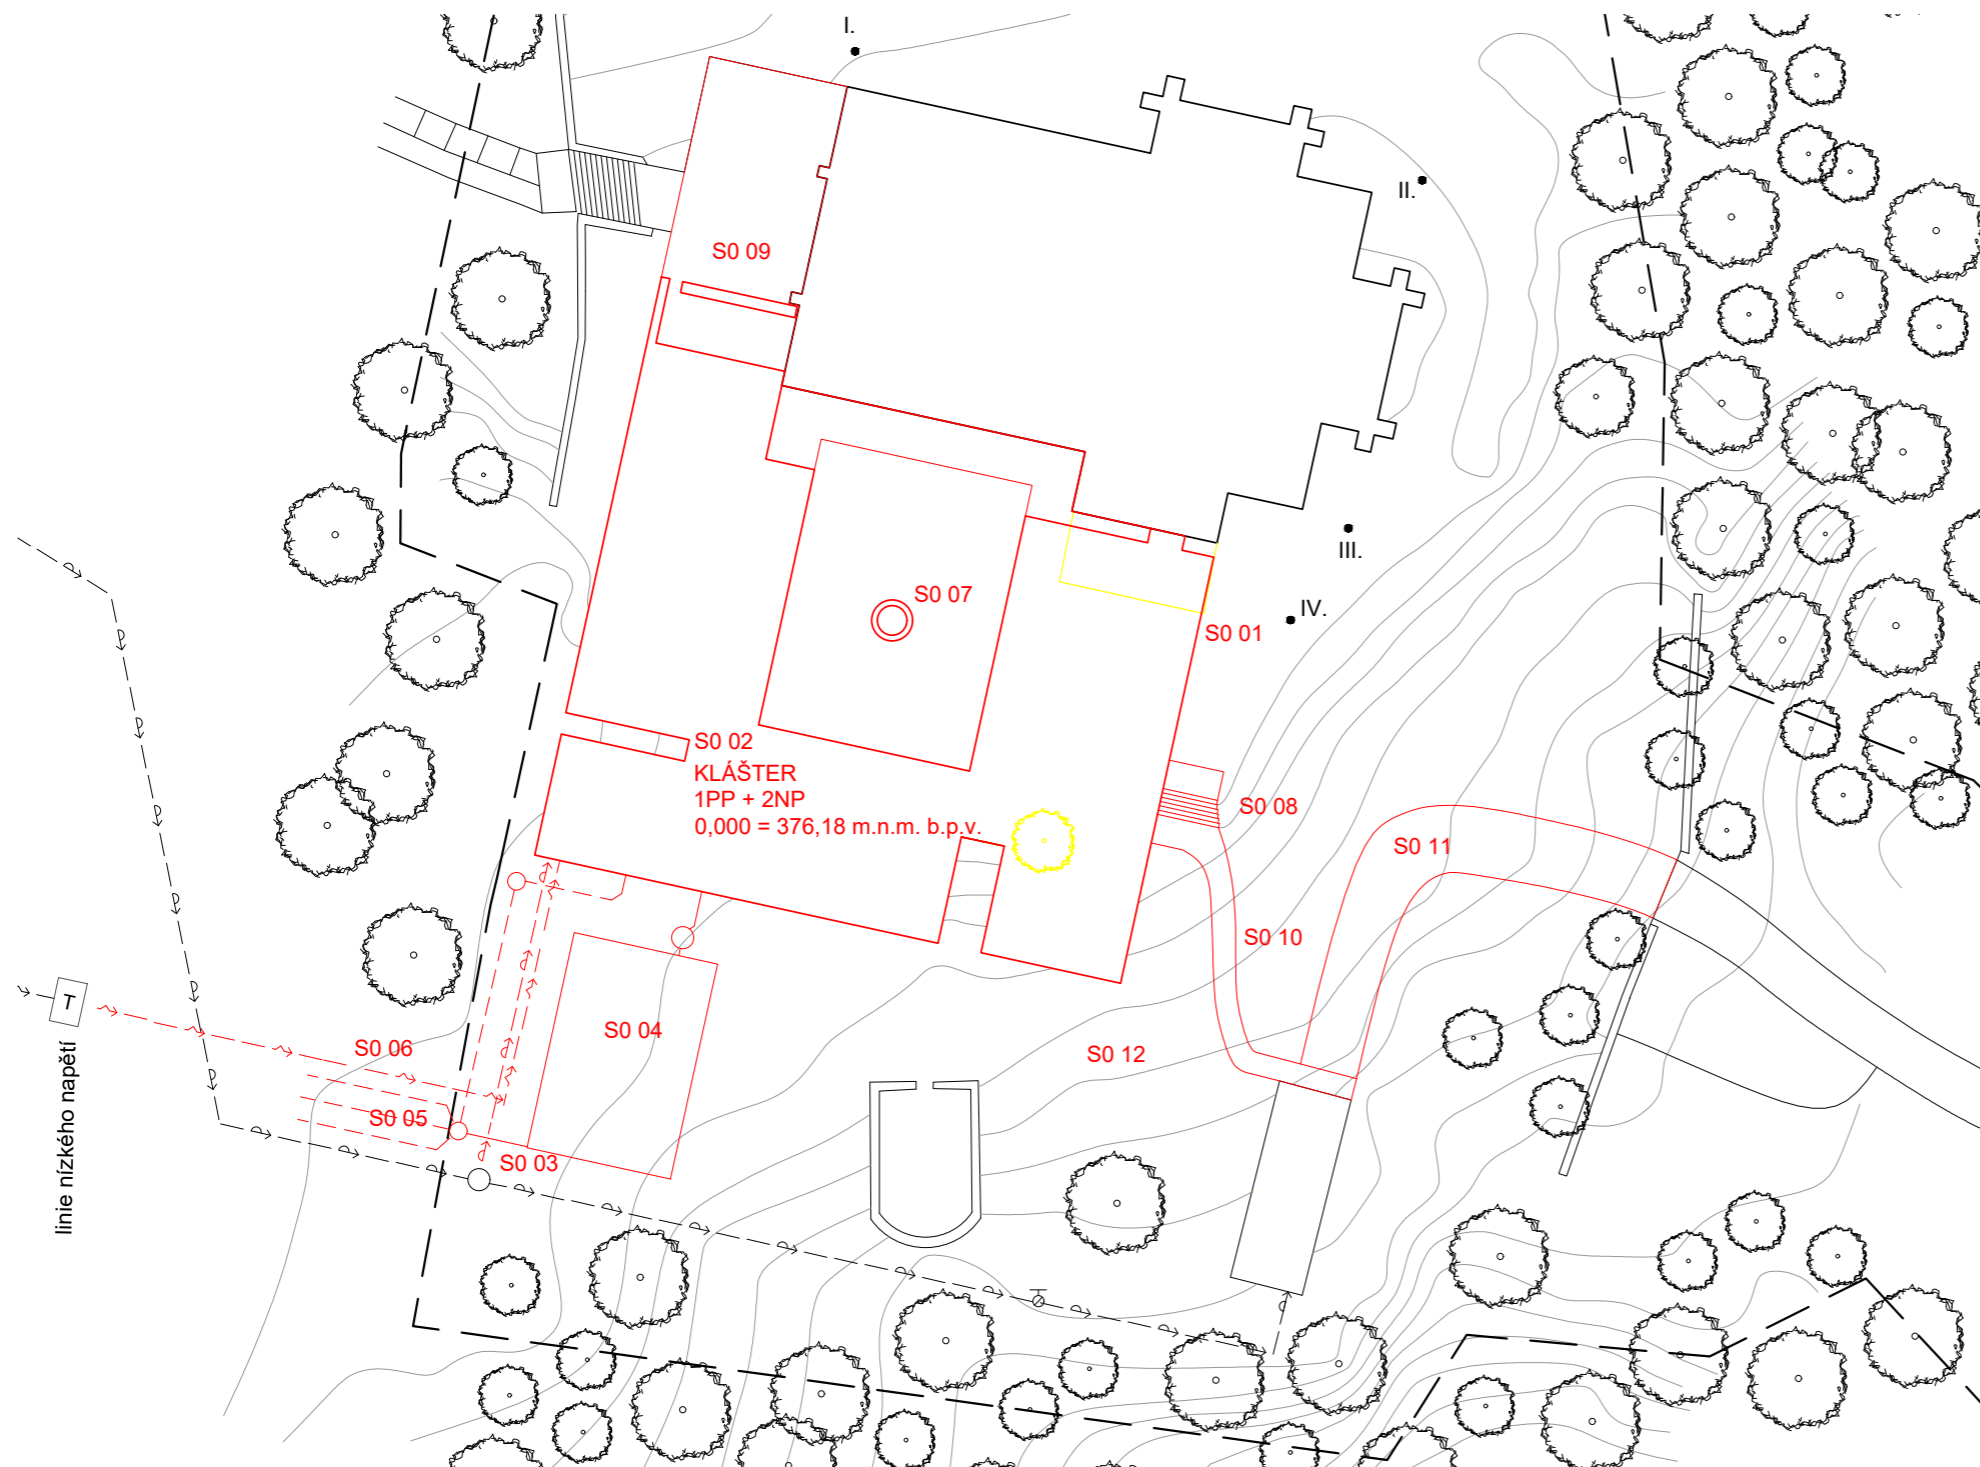 I.
II.
S0 09
III.
S0 07
IV.
S0 01
S0 02
KLÁŠTER
1PP + 2NP
0,000 = 376,18 m.n.m. b.p.v.
S0 08
S0 11
S0 10
T
S0 04
S0 06
S0 12
S0 05
S0 03
linie nízkého napětí